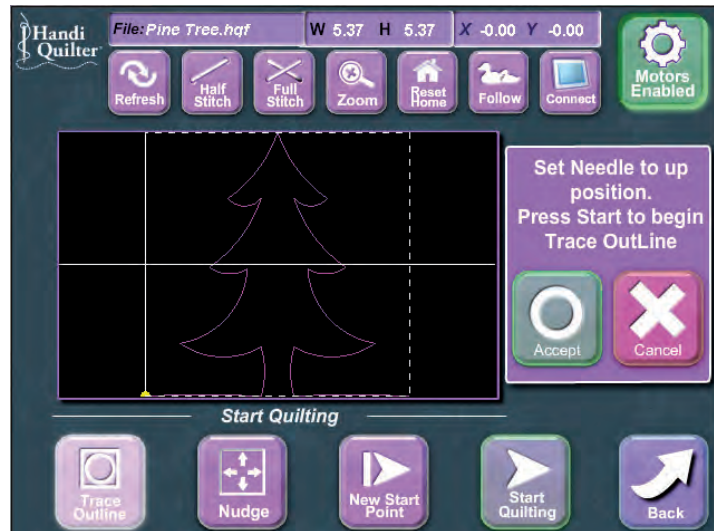 Handi
Quilter
File: Pine Tree.hqf W 5.37 H 5.37 X -0.00 Y -0.00
Refresh
Half
Stitch
Full
Stitch
Zoom
Reset
Home
Follow
Connect
Motors
Enabled
Set Needle to up
position.
Press Start to begin
Trace OutLine
Accept
Cancel
Start Quilting
Trace
Outline
Nudge
New Start
Point
Start
Quilting
Back